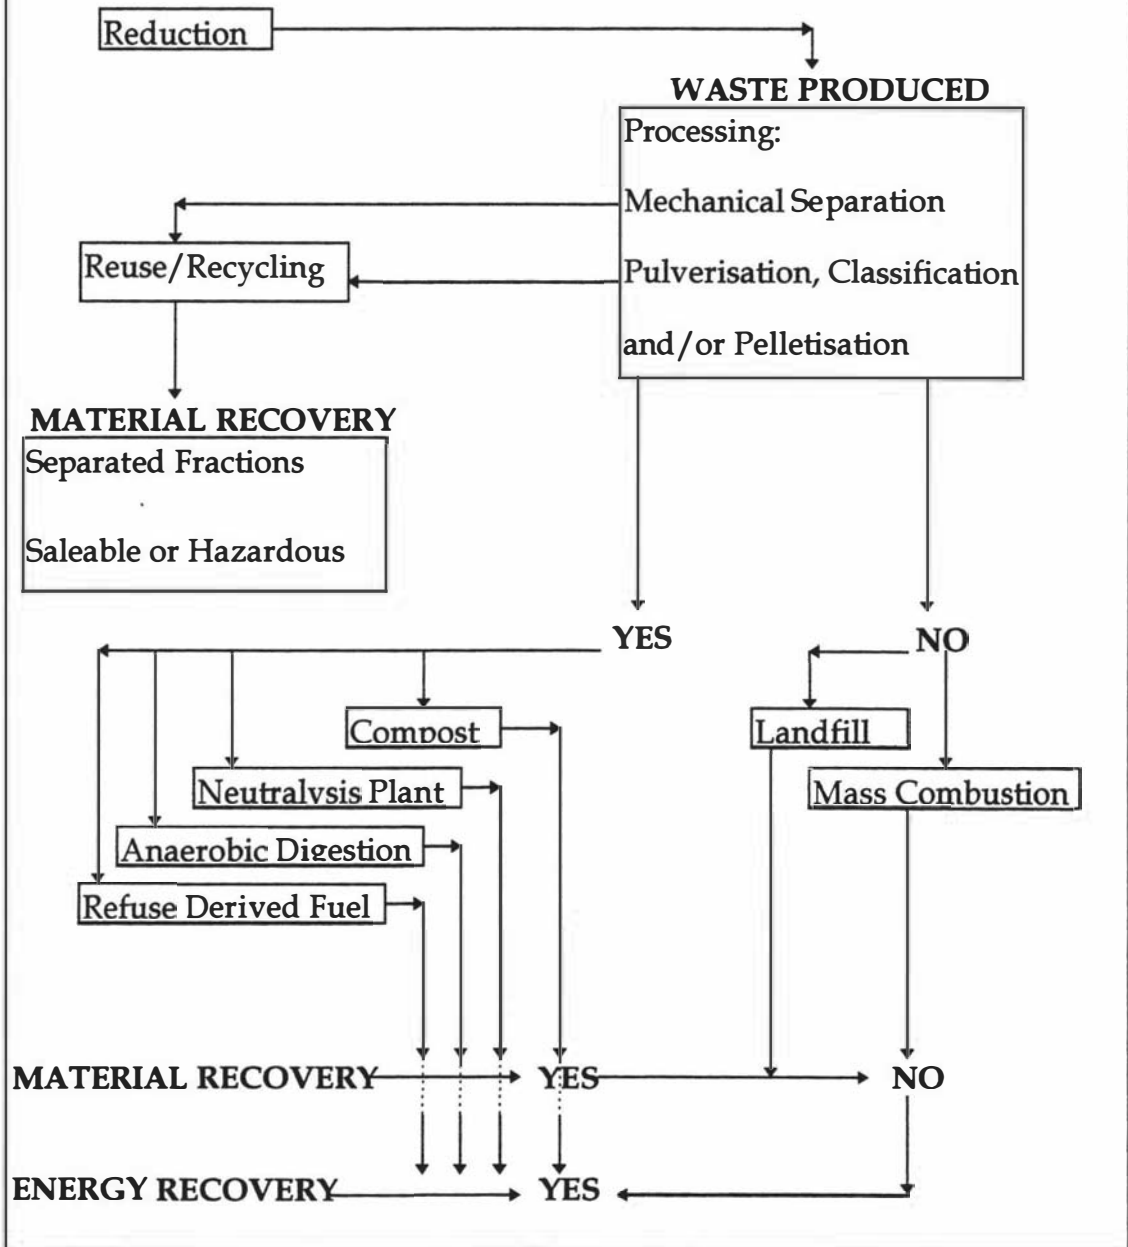 Reduction
WASTE PRODUCED
Processing:
Mechanical Separation
Reuse/Recycling
Pulverisation, Classification
and/or Pelletisation
MATERIAL RECOVERY
Separated Fractions
Saleable or Hazardous
YES
NO
Compost
Landfill
Neutralysis Plant
Mass Combustion
Anaerobic Digestion
Refuse Derived Fuel
MATERIAL RECOVERY YES NO
ENERGY RECOVERY YES